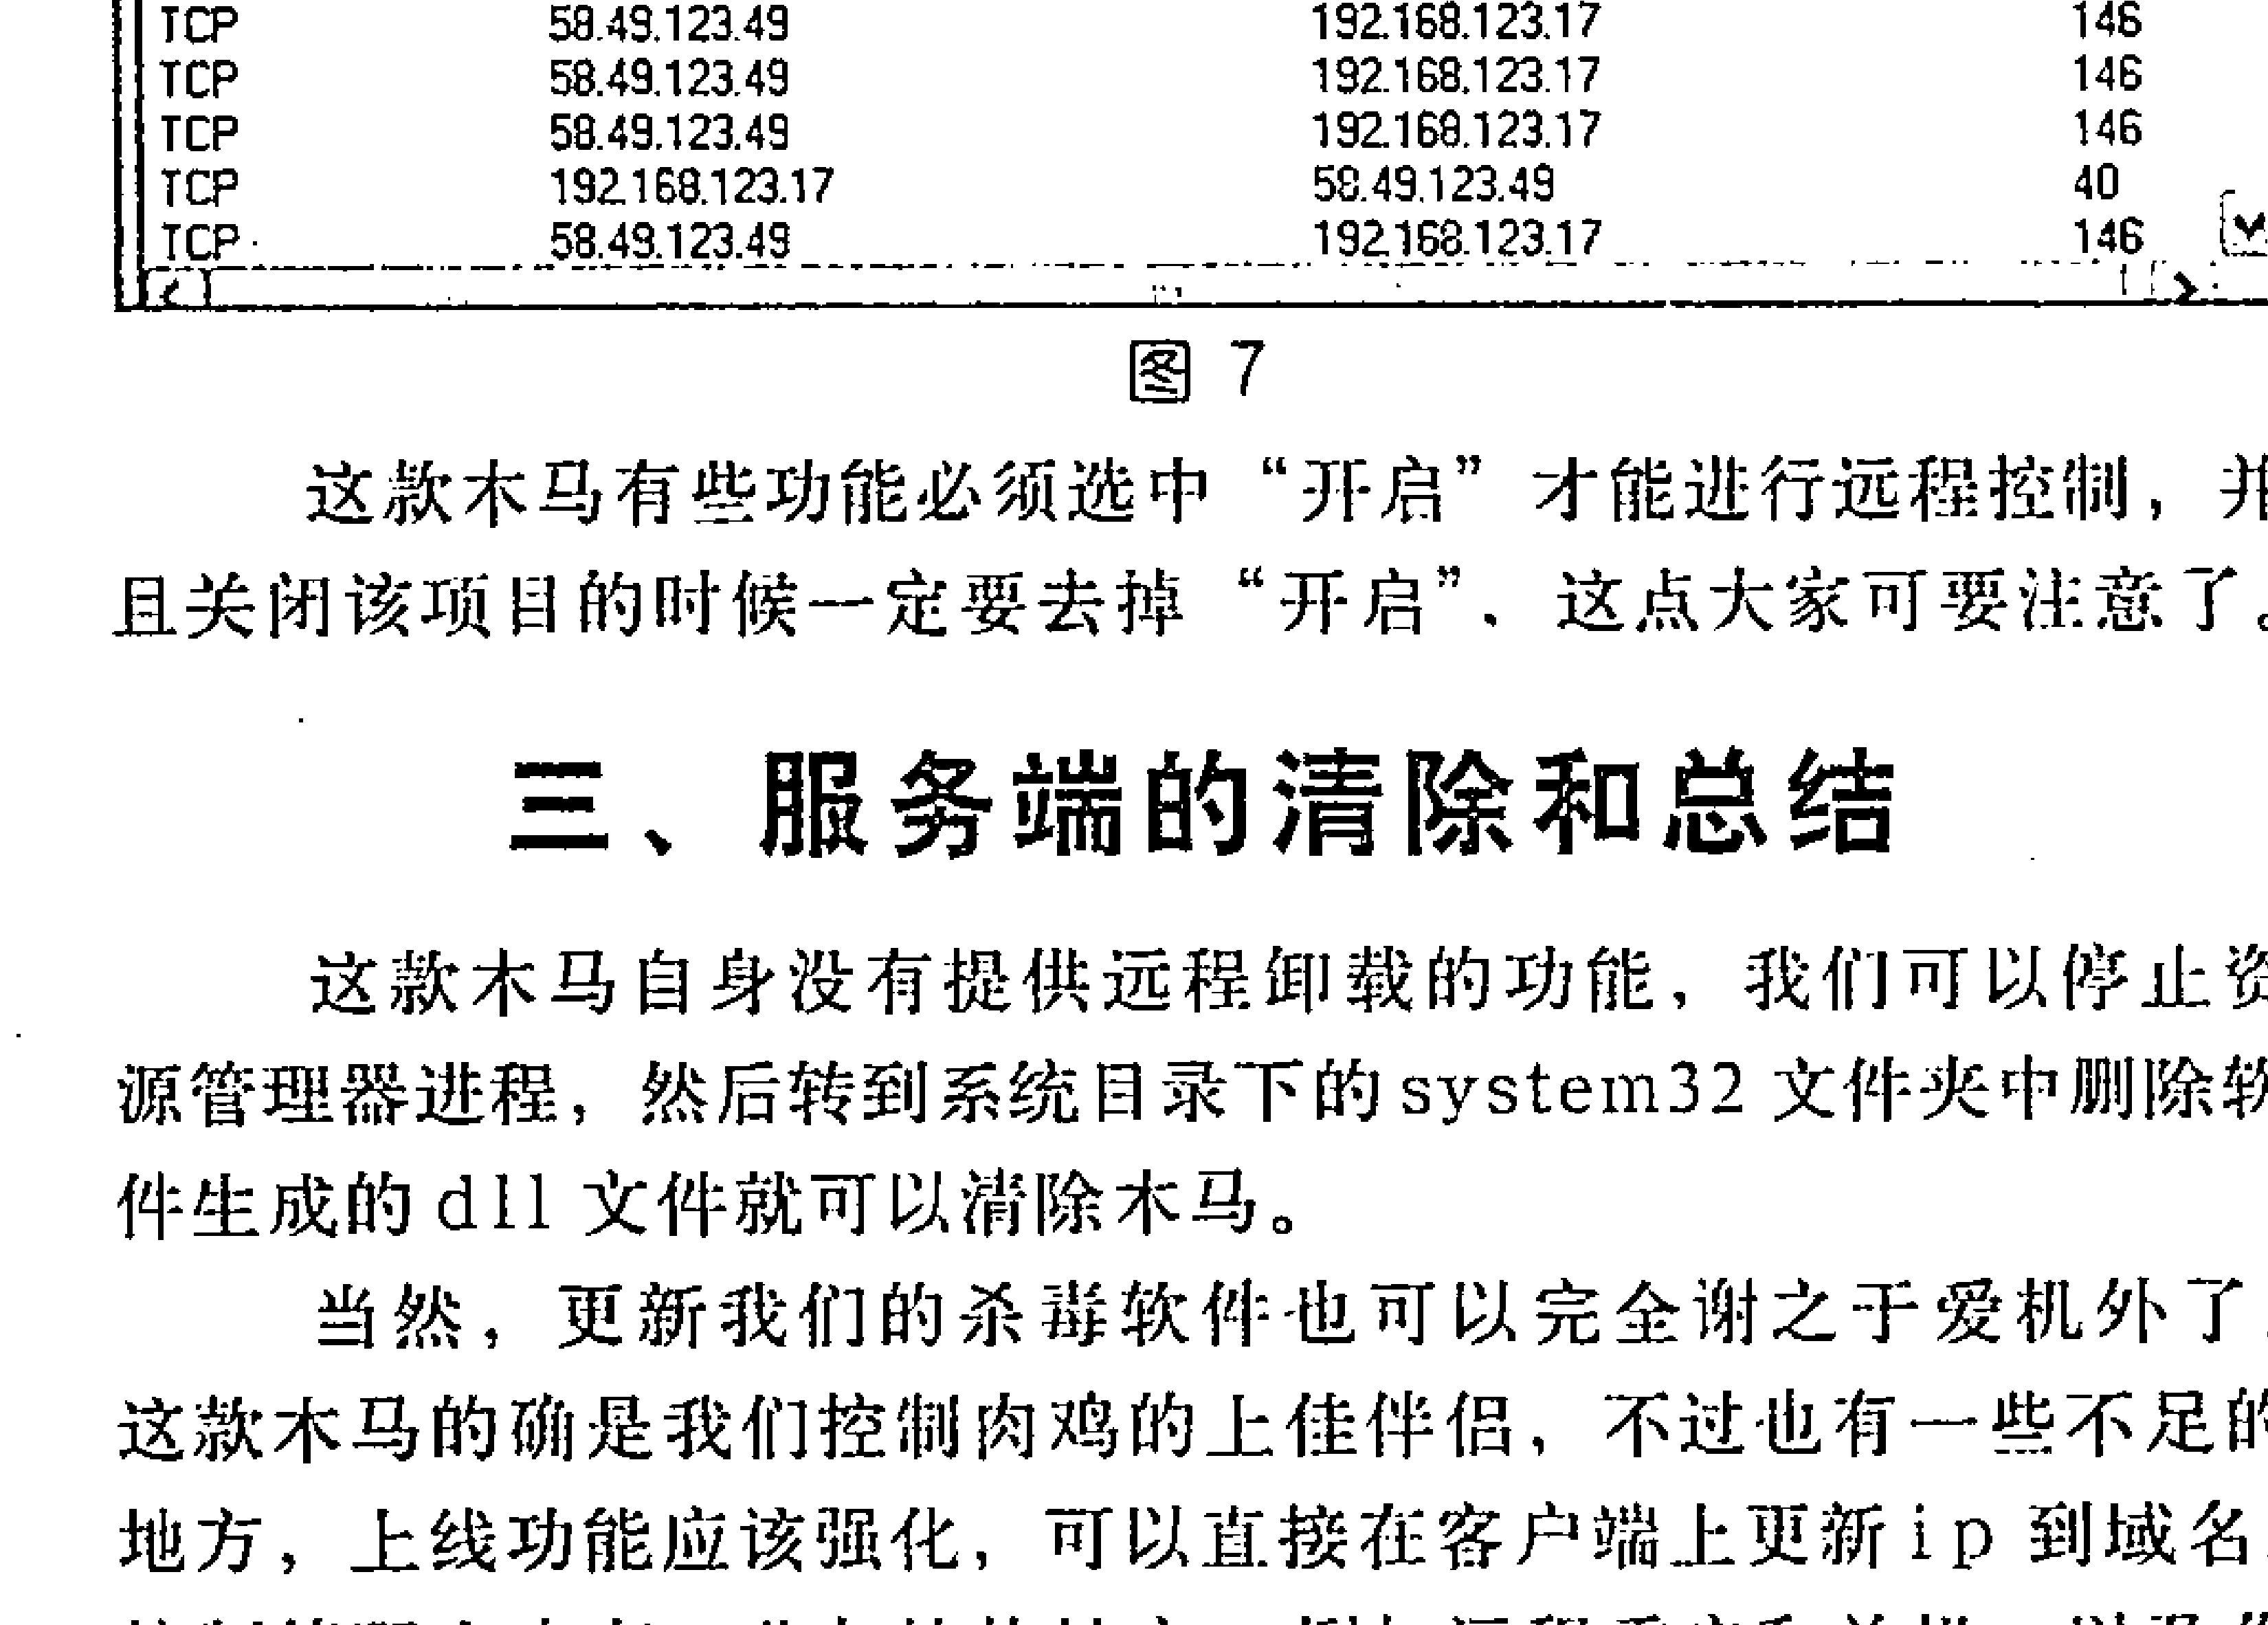 TCP 58.49.123.49 192.168.123.17 146
TCP 58.49.123.49 192.168.123.17 146
TCP 58.49.123.49 192.168.123.17 146
TCP 192.168.123.17 58.49.123.49 40
TCP 58.49.123.49 192.168.123.17 146
图 7
这款木马有些功能必须选中“开启”才能进行远程控制，并
且关闭该项目的时候一定要去掉“开启”、这点大家可要注意了。
三、服务端的清除和总结
这款木马自身没有提供远程卸载的功能，我们可以停止资
源管理器进程，然后转到系统目录下的system32文件夹中删除软
件生成的dll文件就可以清除木马。
当然，更新我们的杀毒软件也可以完全谢之于爱机外了
这款木马的确是我们控制肉鸡的上佳伴侣，不过也有一些不足的
地方，上线功能应该强化，可以直接在客户端上更新ip到域名